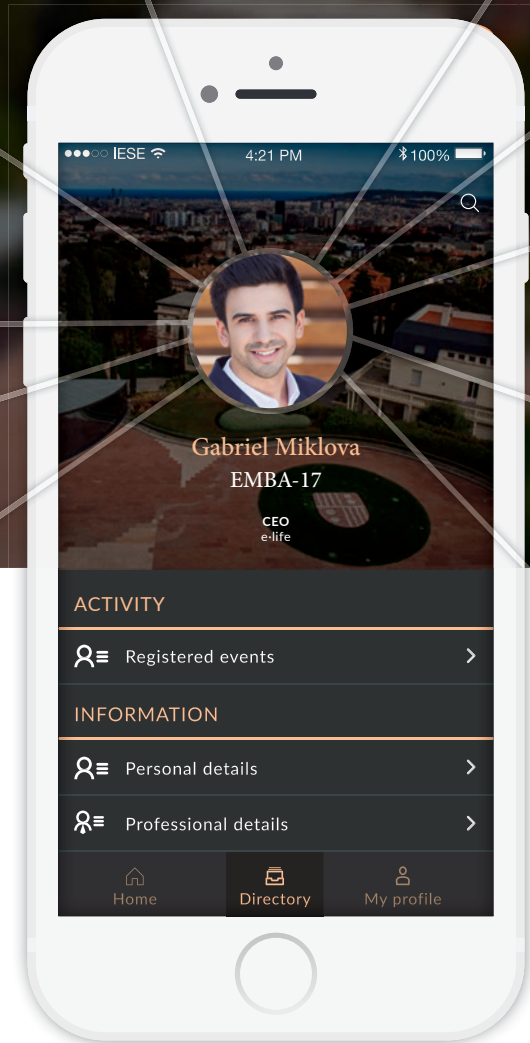 IESE 4:21 PM 100%
Gabriel Miklova
EMBA-17
CEO
e·life
ACTIVITY
Registered events
INFORMATION
Personal details
Professional details
Home Directory My profile